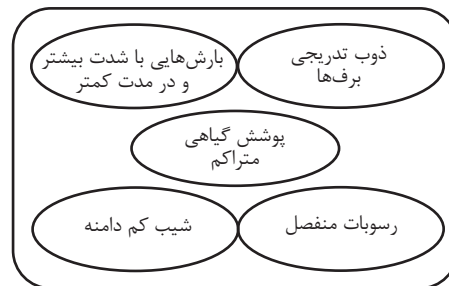 ذوب تدریجی
برف‌ها
بارش‌هایی با شدت بیشتر
و در مدت کمتر
پوشش گیاهی
متراکم
رسوبات منفصل
شیب کم دامنه